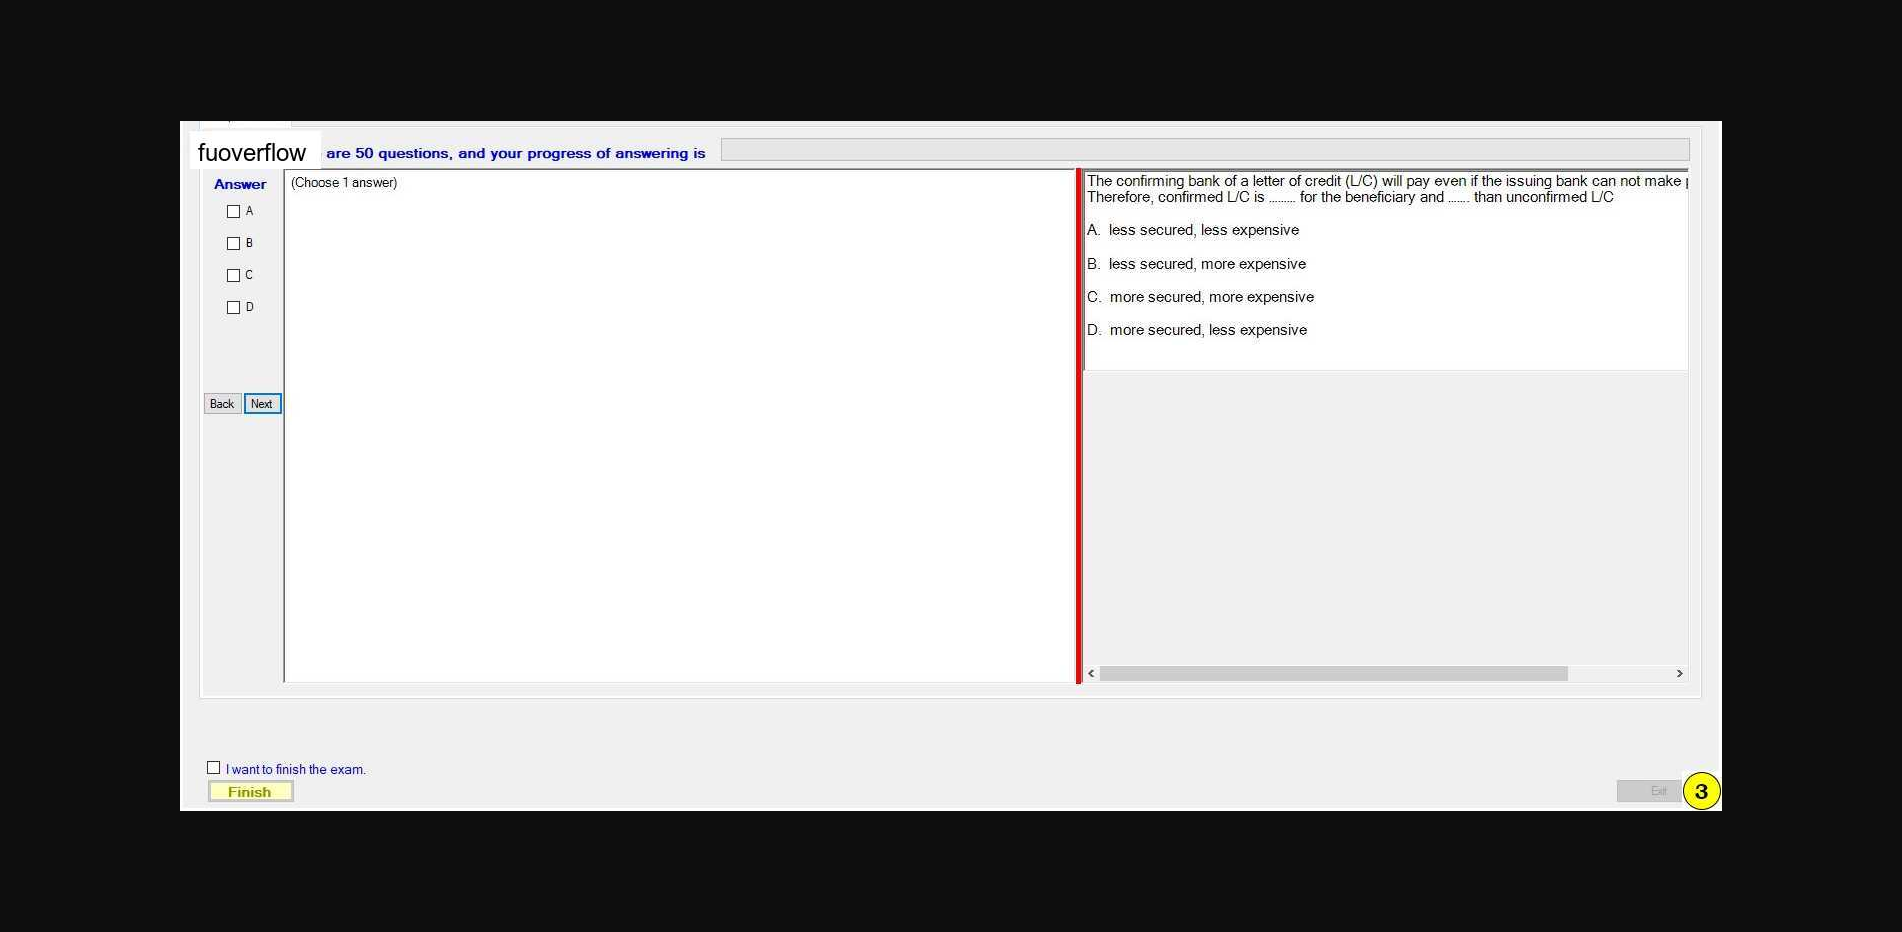 fuoverflow are 50 questions, and your progress of answering is
Answer
A
B
C
D
Back Next
(Choose 1 answer)
The confirming bank of a letter of credit (L/C) will pay even if the issuing bank can not make
Therefore, confirmed L/C is ......... for the beneficiary and ....... than unconfirmed L/C
A. less secured, less expensive
B. less secured, more expensive
C. more secured, more expensive
D. more secured, less expensive
I want to finish the exam.
Finish
Exit
3